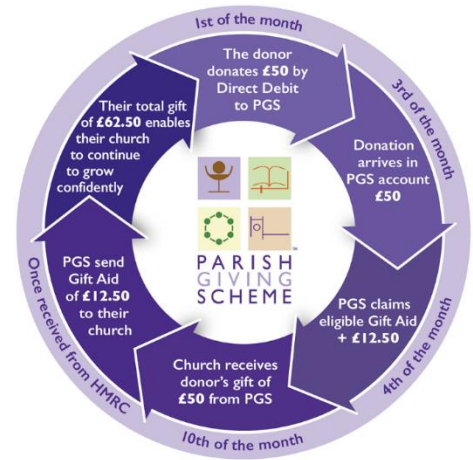 1st of the month
The donor
donates £50 by
Direct Debit
to PGS
3rd of the month
Donation
arrives in
PGS account
£50
4th of the month
PGS claims
eligible Gift Aid
+ £12.50
10th of the month
Church receives
donor's gift of
£50 from PGS
Once received from HMRC
PGS send
Gift Aid
of £12.50
to their
church
Their total gift
of £62.50 enables
their church
to continue
to grow
confidently
PARISH
GIVING
SCHEME